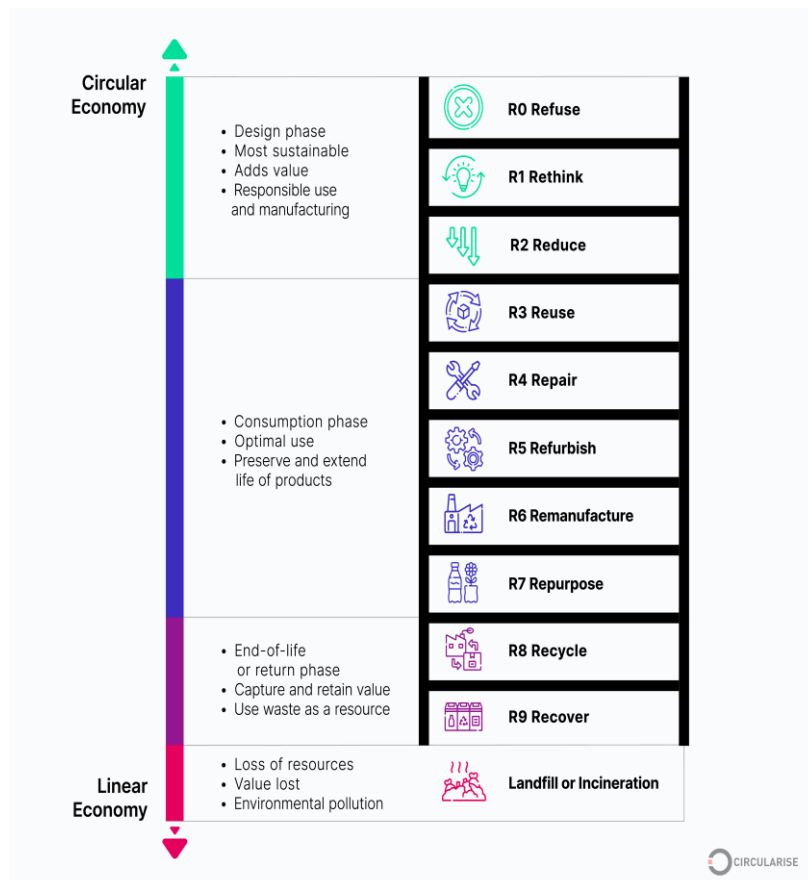 Circular
Economy
• Design phase
• Most sustainable
• Adds value
• Responsible use
and manufacturing
R0 Refuse
R1 Rethink
R2 Reduce
• Consumption phase
• Optimal use
• Preserve and extend
life of products
R3 Reuse
R4 Repair
R5 Refurbish
R6 Remanufacture
R7 Repurpose
• End-of-life
or return phase
• Capture and retain value
• Use waste as a resource
R8 Recycle
R9 Recover
Linear
Economy
• Loss of resources
• Value lost
• Environmental pollution
Landfill or Incineration
CIRCULARISE